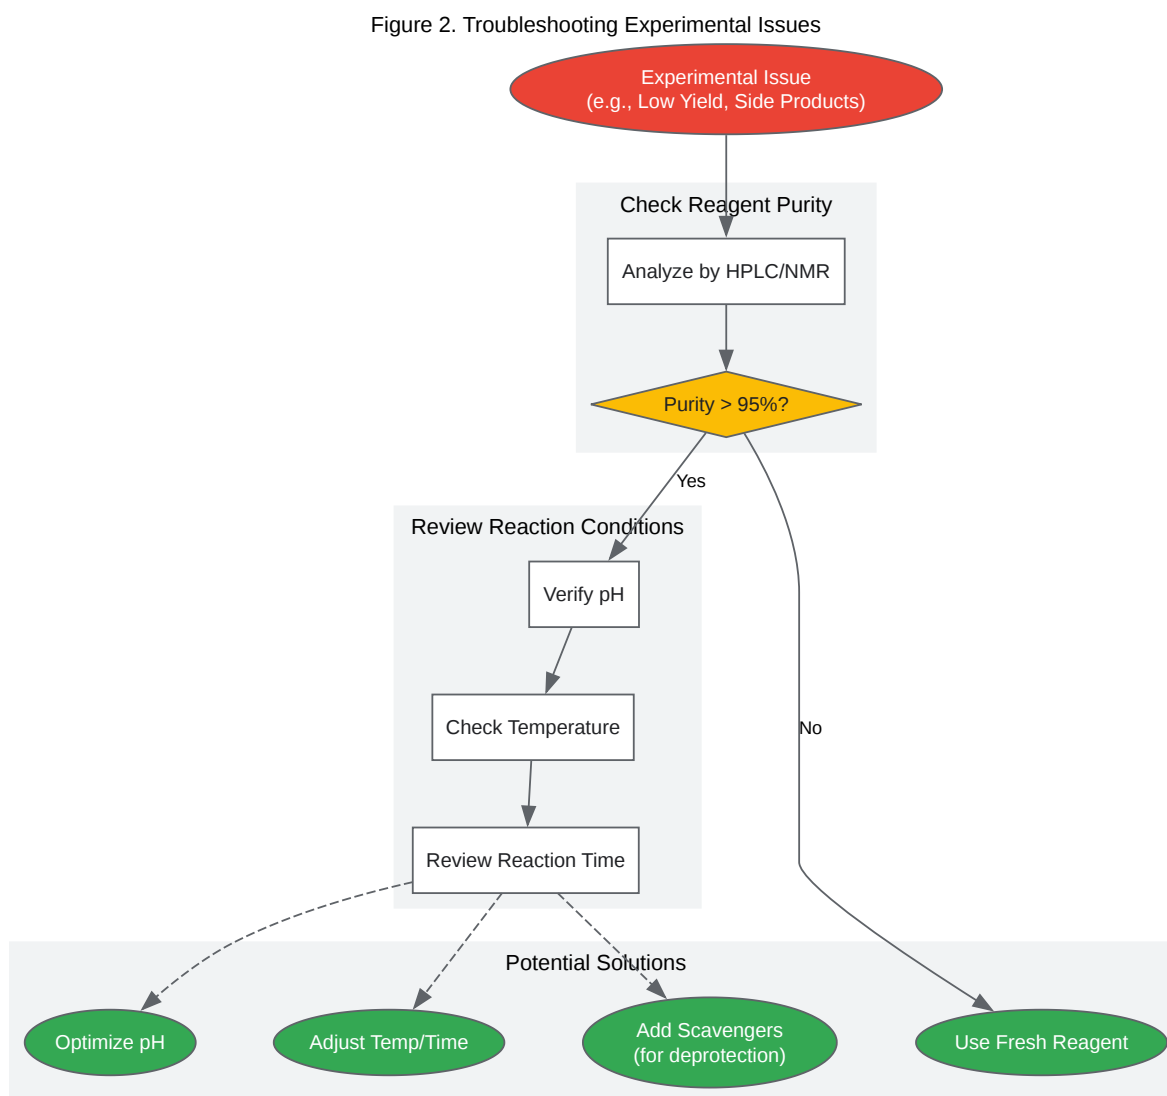 Figure 2. Troubleshooting Experimental Issues
Experimental Issue
(e.g., Low Yield, Side Products)
Check Reagent Purity
Analyze by HPLC/NMR
Purity > 95%?
Yes
Review Reaction Conditions
Verify pH
Check Temperature
No
Review Reaction Time
Potential Solutions
Optimize pH
Adjust Temp/Time
Add Scavengers
(for deprotection)
Use Fresh Reagent